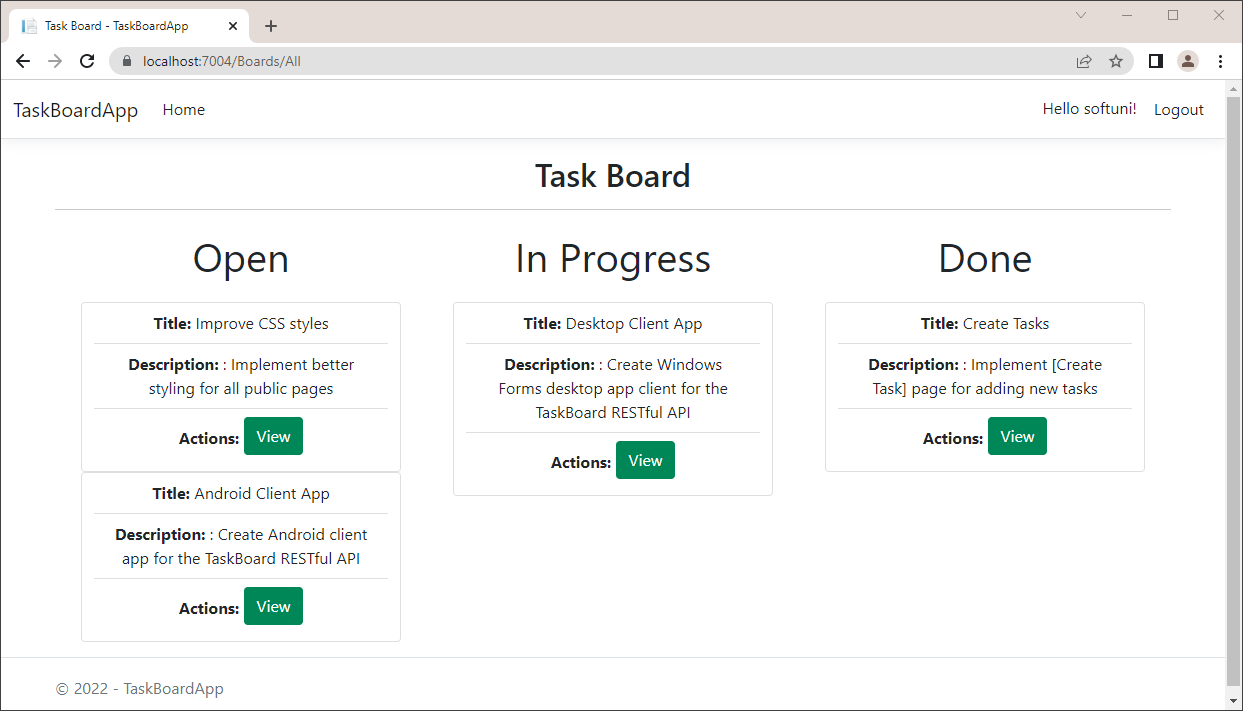 Task Board - TaskBoardApp
localhost:7004/Boards/All
TaskBoardApp Home Hello softuni! Logout
Task Board
Open
Title: Improve CSS styles
Description: : Implement better
styling for all public pages
Actions: View
Title: Android Client App
Description: : Create Android client
app for the TaskBoard RESTful API
Actions: View
In Progress
Title: Desktop Client App
Description: : Create Windows
Forms desktop app client for the
TaskBoard RESTful API
Actions: View
Done
Title: Create Tasks
Description: : Implement [Create
Task] page for adding new tasks
Actions: View
© 2022 - TaskBoardApp